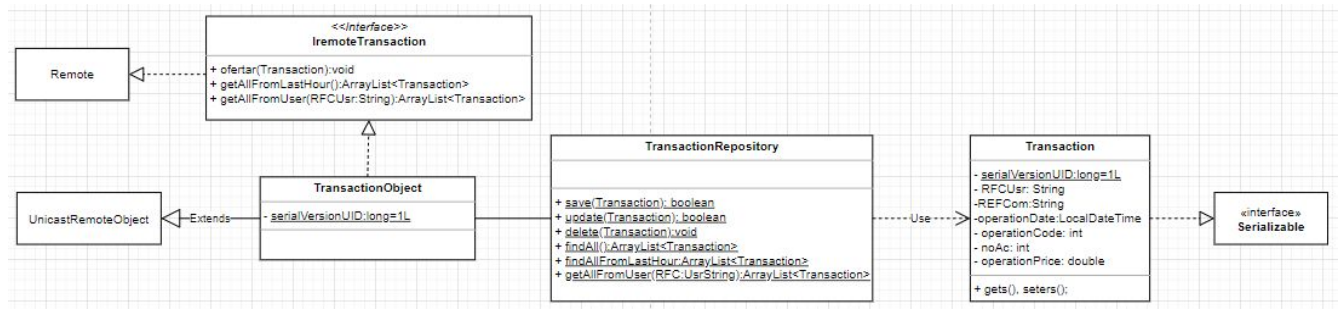 Remote
<<Interface>>
IremoteTransaction
+ ofertar(Transaction):void
+ getAllFromLastHour():ArrayList<Transaction>
+ getAllFromUser(RFCUsr:String):ArrayList<Transaction>
UnicastRemoteObject
Extends
TransactionObject
- serialVersionUID:long=1L
TransactionRepository
+ save(Transaction): boolean
+ update(Transaction): boolean
+ delete(Transaction):void
+ findAll():ArrayList<Transaction>
+ findAllFromLastHour:ArrayList<Transaction>
+ getAllFromUser(RFC:UsrString):ArrayList<Transaction>
Use
Transaction
- serialVersionUID:long=1L
- RFCUsr: String
-REFCom:String
-operationDate:LocalDateTime
- operationCode: int
- noAc: int
- operationPrice: double
+ gets(), seters();
«interface»
Serializable